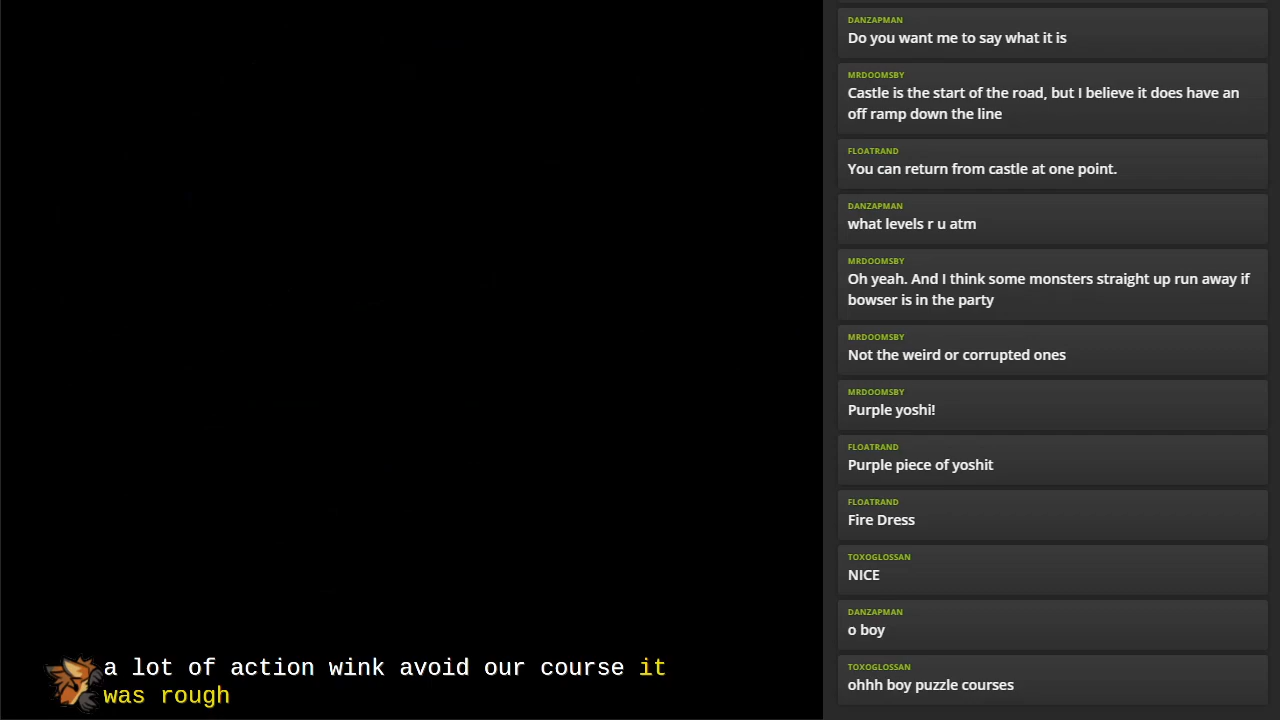 DANZAPMAN
Do you want me to say what it is
MRDOOMSBY
Castle is the start of the road, but I believe it does have an
off ramp down the line
FLOATRAND
You can return from castle at one point.
DANZAPMAN
what levels r u atm
MRDOOMSBY
Oh yeah. And I think some monsters straight up run away if
bowser is in the party
MRDOOMSBY
Not the weird or corrupted ones
MRDOOMSBY
Purple yoshi!
FLOATRAND
Purple piece of yoshit
FLOATRAND
Fire Dress
TOXOGLOSSAN
NICE
DANZAPMAN
o boy
TOXOGLOSSAN
ohhh boy puzzle courses
a lot of action wink avoid our course it
was rough